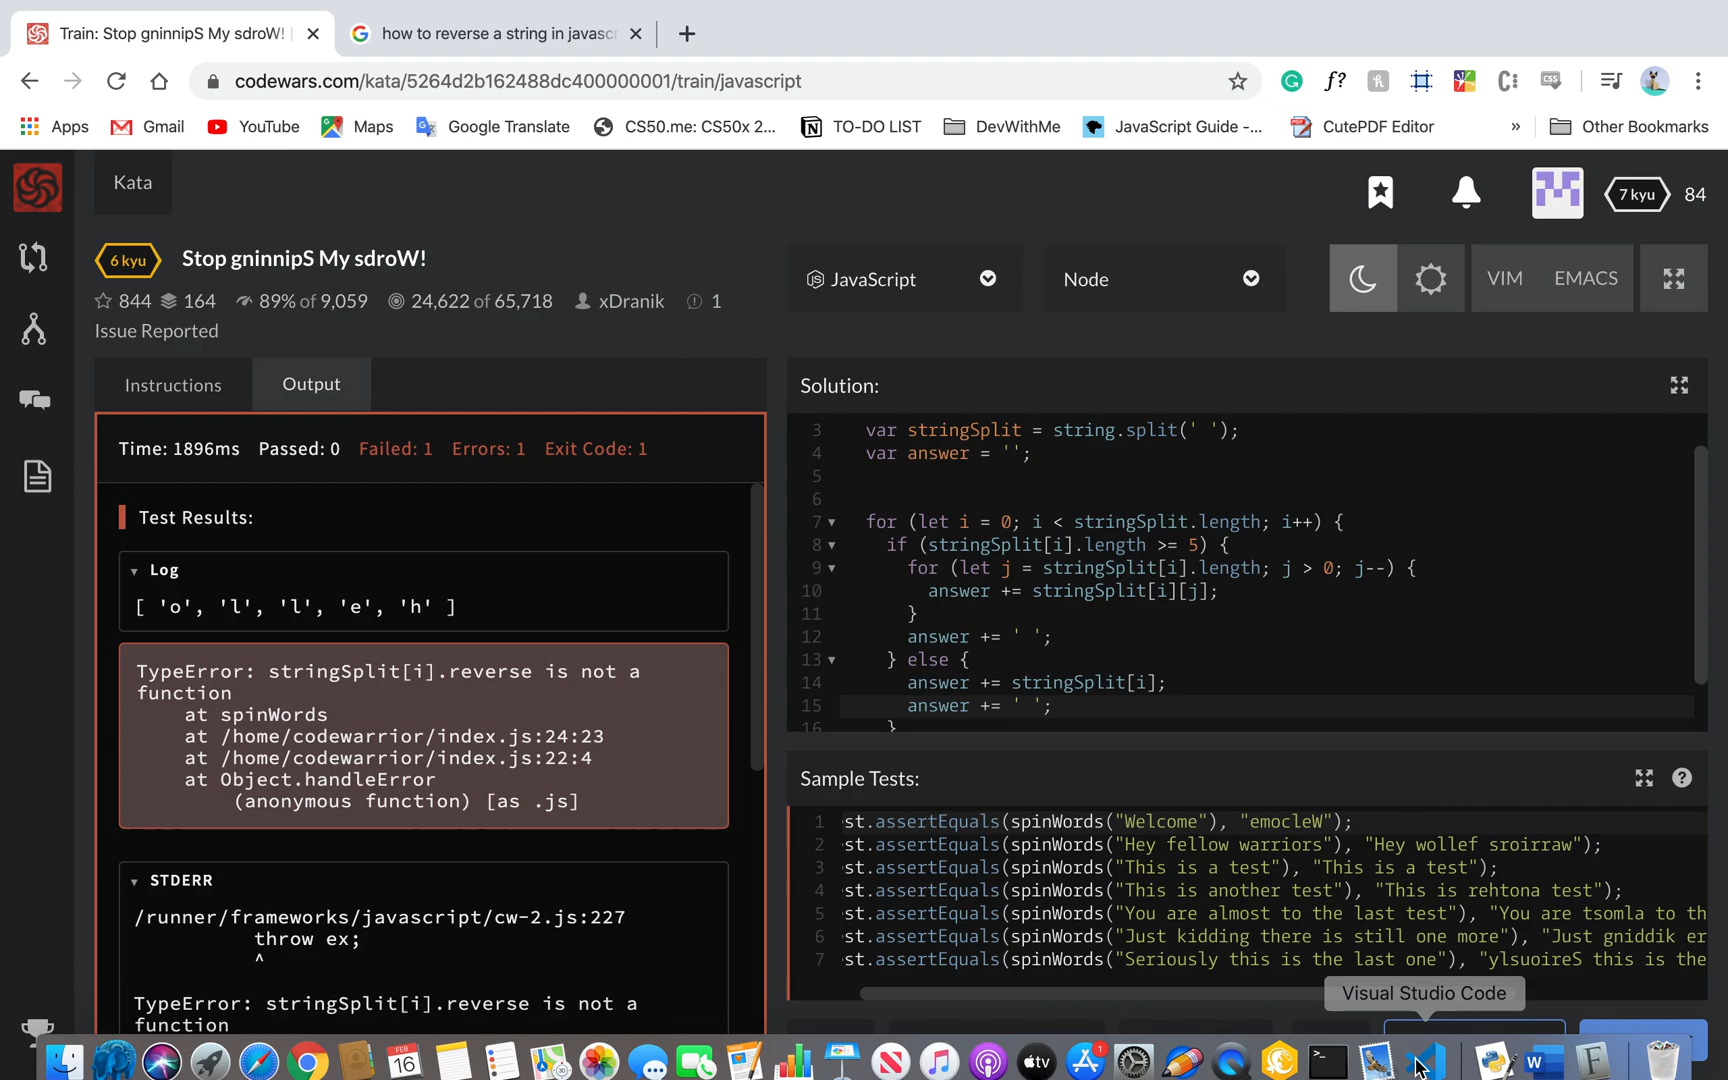 Train: Stop gninnipS My sdroW!
how to reverse a string in javasc
codewars.com/kata/5264d2b162488dc400000001/train/javascript
f?
CSS
Apps
Gmail
YouTube
Maps
Google Translate
CS50.me: CS50x 2...
TO-DO LIST
DevWithMe
JavaScript Guide -...
CutePDF Editor
»
Other Bookmarks
Kata
7 kyu 84
6 kyu
Stop gninnipS My sdroW!
844 164 89% of 9,059 24,622 of 65,718 xDranik 1
Issue Reported
JavaScript
Node
VIM
EMACS
Instructions
Output
Time: 1896ms Passed: 0 Failed: 1 Errors: 1 Exit Code: 1
Test Results:
Log
[ 'o', 'l', 'l', 'e', 'h' ]
TypeError: stringSplit[i].reverse is not a
function
at spinWords
at /home/codewarrior/index.js:24:23
at /home/codewarrior/index.js:22:4
at Object.handleError
(anonymous function) [as .js]
STDERR
/runner/frameworks/javascript/cw-2.js:227
throw ex;
^
TypeError: stringSplit[i].reverse is not a
function
Solution:
3 var stringSplit = string.split(' ');
4 var answer = '';
5
6
7 for (let i = 0; i < stringSplit.length; i++) {
8 if (stringSplit[i].length >= 5) {
9 for (let j = stringSplit[i].length; j > 0; j--) {
10 answer += stringSplit[i][j];
11 }
12 answer += ' ';
13 } else {
14 answer += stringSplit[i];
15 answer += ' ';
16 }
Sample Tests:
1 st.assertEquals(spinWords("Welcome"), "emocleW");
2 st.assertEquals(spinWords("Hey fellow warriors"), "Hey wollef sroirraw");
3 st.assertEquals(spinWords("This is a test"), "This is a test");
4 st.assertEquals(spinWords("This is another test"), "This is rehtona test");
5 st.assertEquals(spinWords("You are almost to the last test"), "You are tsomla to th
6 st.assertEquals(spinWords("Just kidding there is still one more"), "Just gniddik er
7 st.assertEquals(spinWords("Seriously this is the last one"), "ylsuoireS this is the
Visual Studio Code
FEB
16
tv
1
W
F